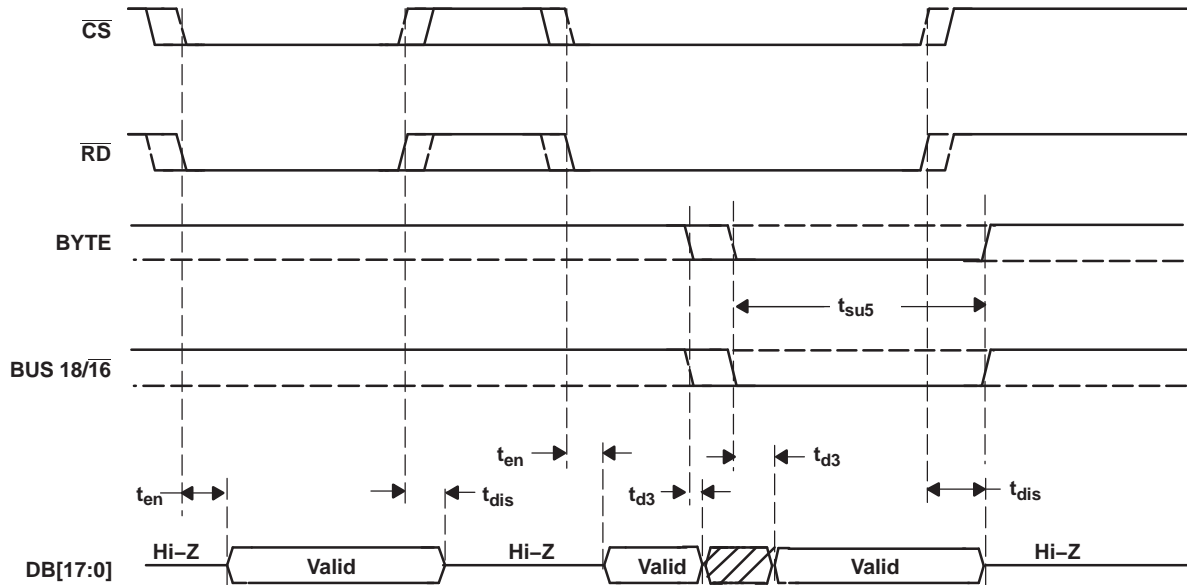 CS
RD
BYTE
tsu5
BUS 18/16
ten
td3
ten
tdis
td3
tdis
Hi–Z
Hi–Z
Hi–Z
DB[17:0]
Valid
Valid
Valid